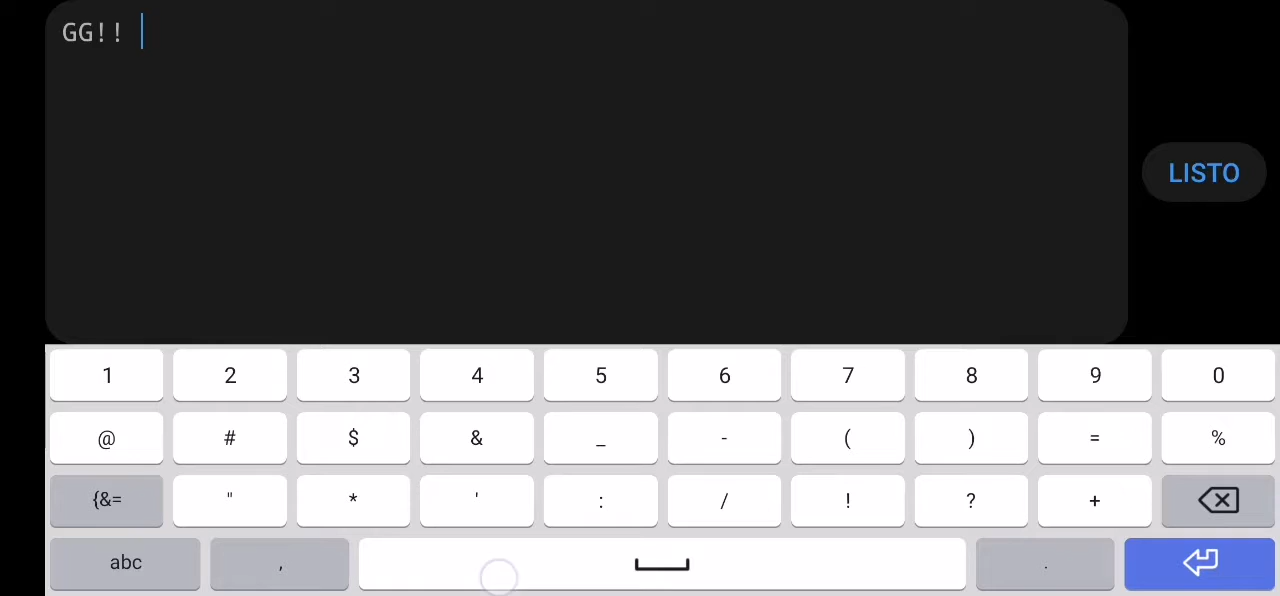 GG!!
LISTO
1 2 3 4 5 6 7 8 9 0
@ # $ & _ - ( ) = %
{&= " * ' : / ! ? +
abc , .